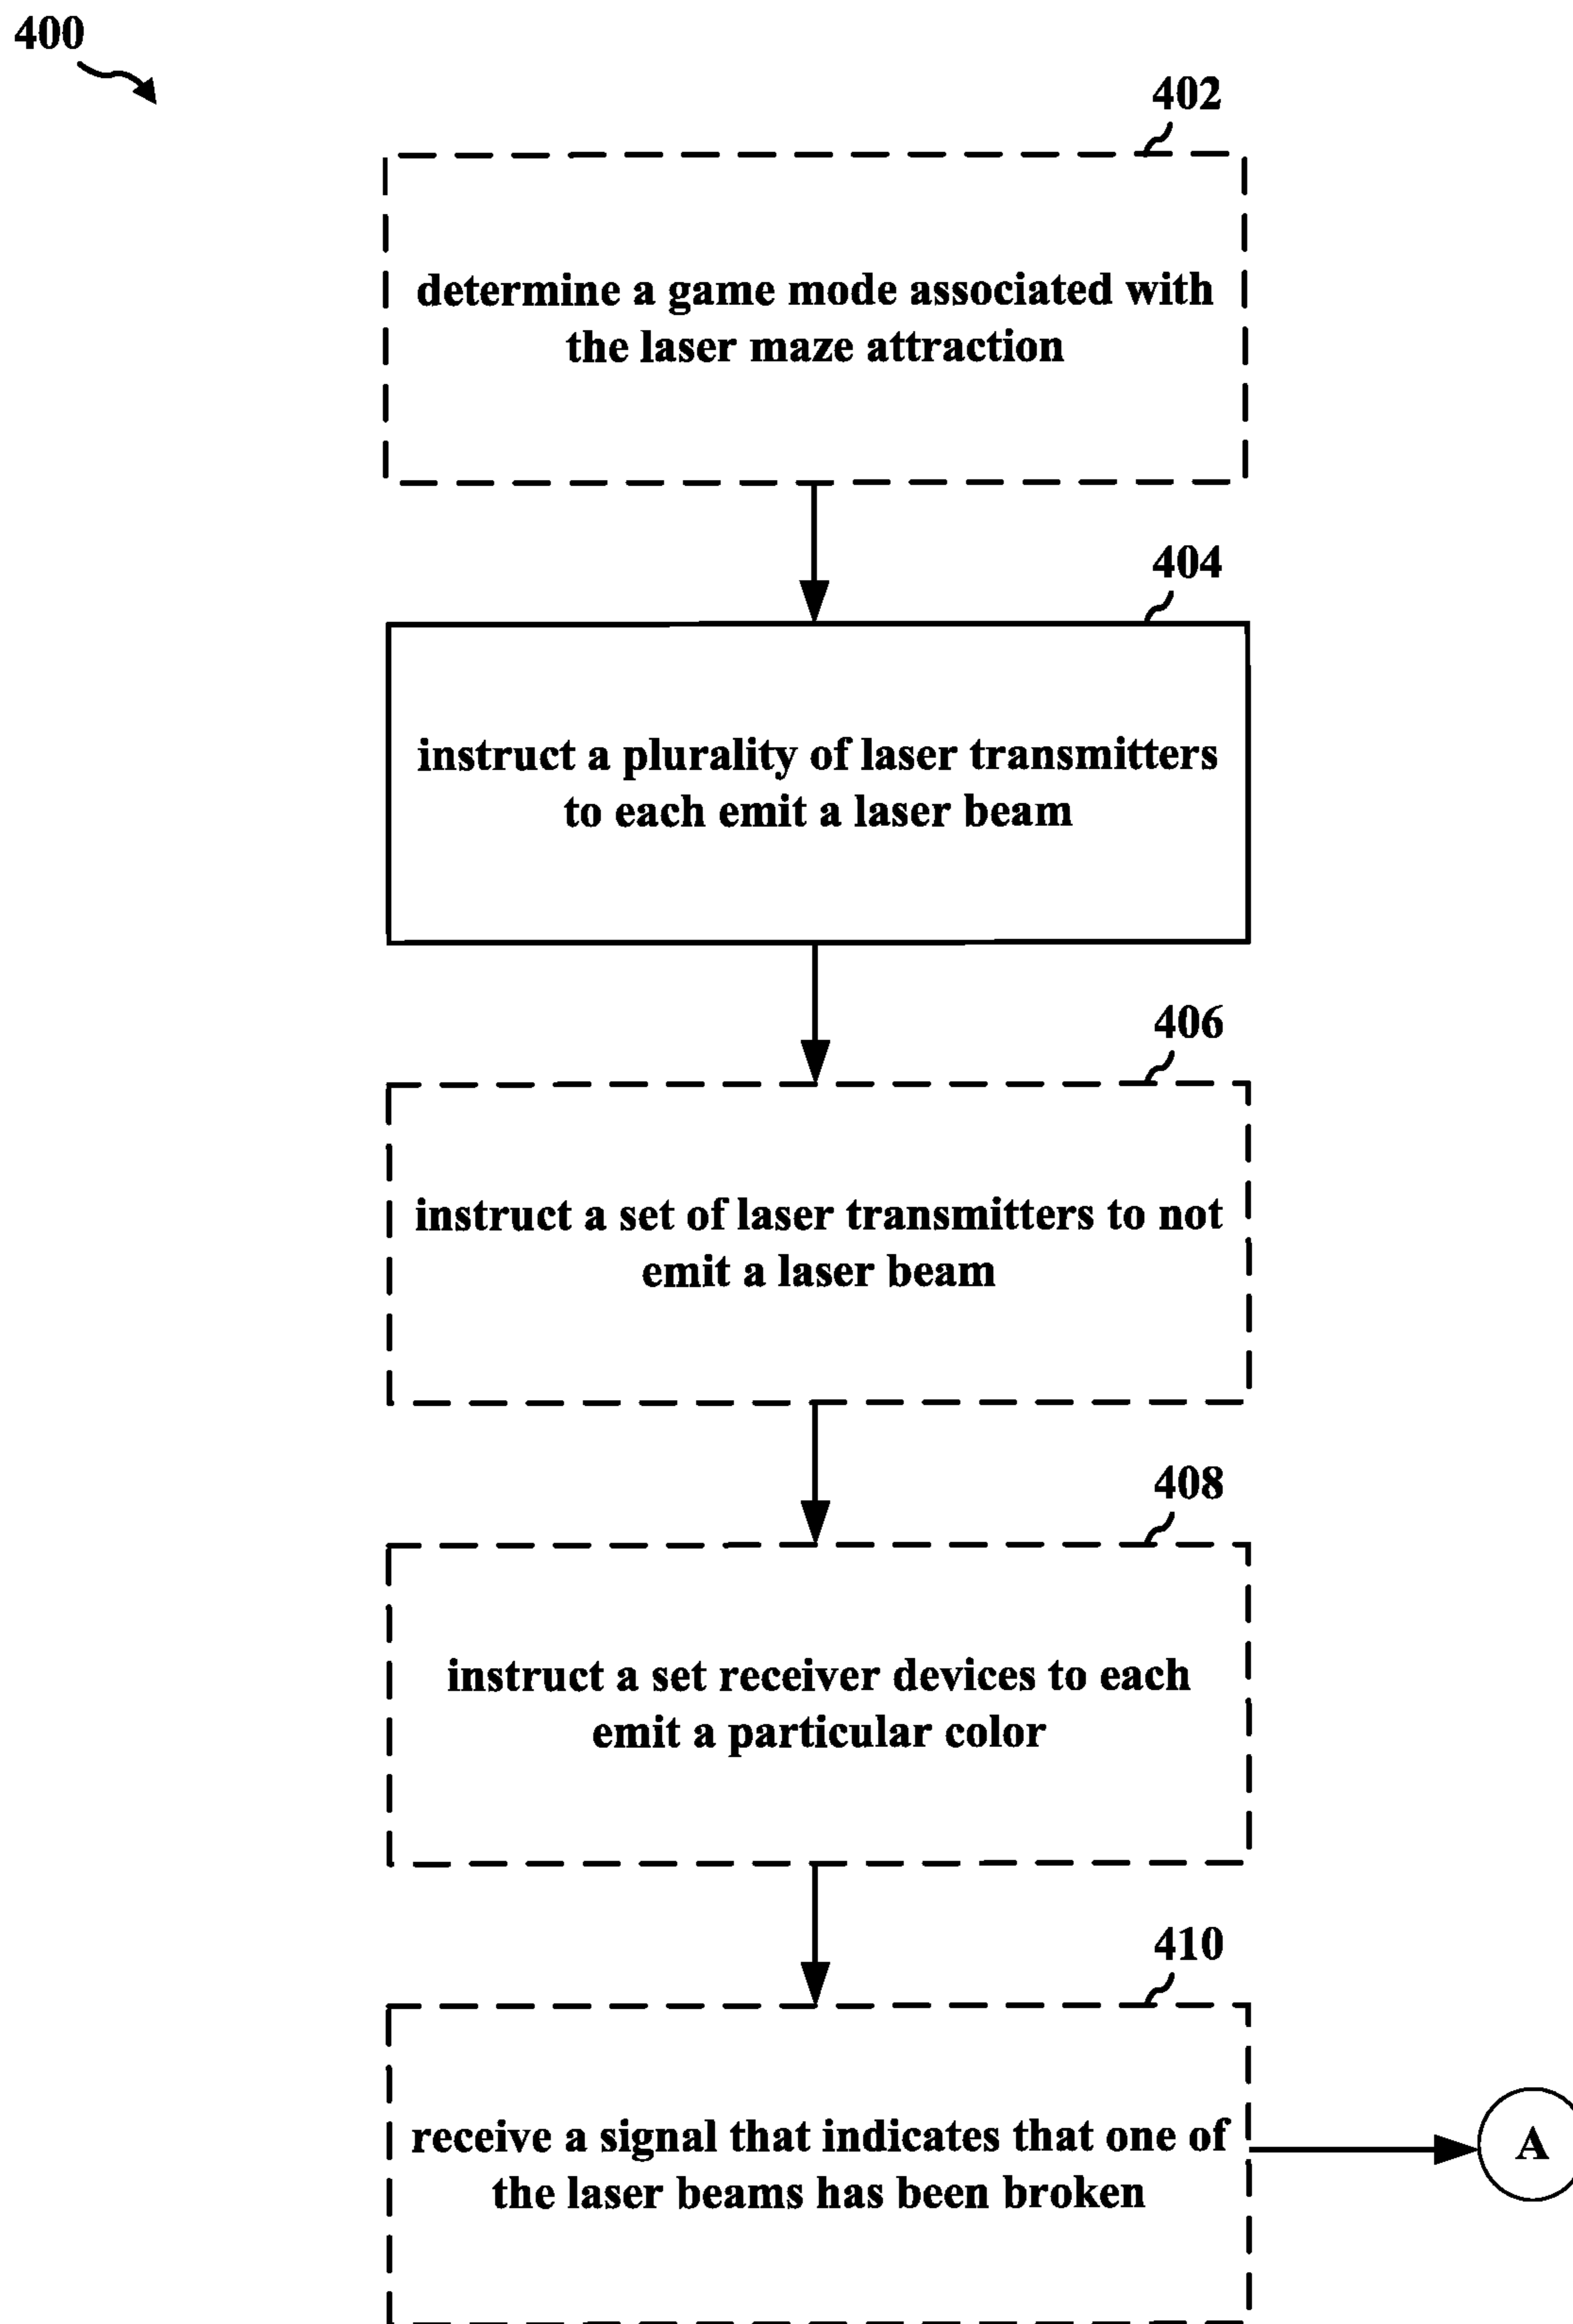 400
402
determine a game mode associated with
the laser maze attraction
404
instruct a plurality of laser transmitters
to each emit a laser beam
406
instruct a set of laser transmitters to not
emit a laser beam
408
instruct a set receiver devices to each
emit a particular color
410
receive a signal that indicates that one of
the laser beams has been broken
A